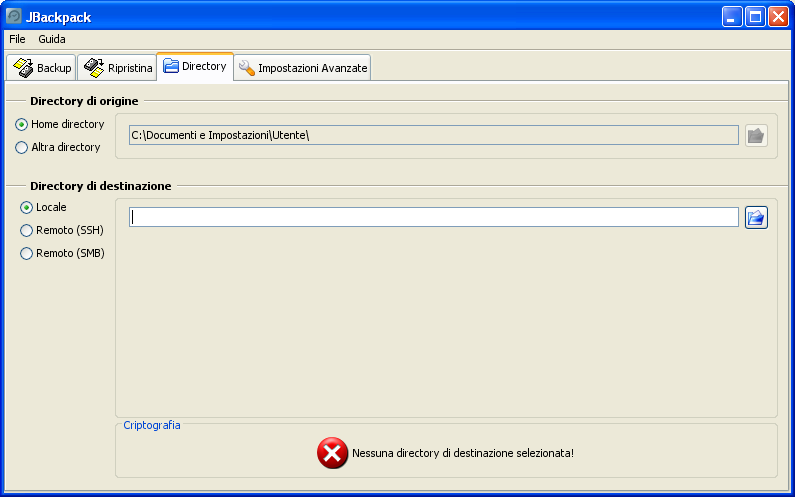 JBackpack
File Guida
Backup Ripristina Directory Impostazioni Avanzate
Directory di origine
Home directory
C:\Documenti e Impostazioni\Utente\
Altra directory
Directory di destinazione
Locale
Remoto (SSH)
Remoto (SMB)
Criptografia
Nessuna directory di destinazione selezionata!